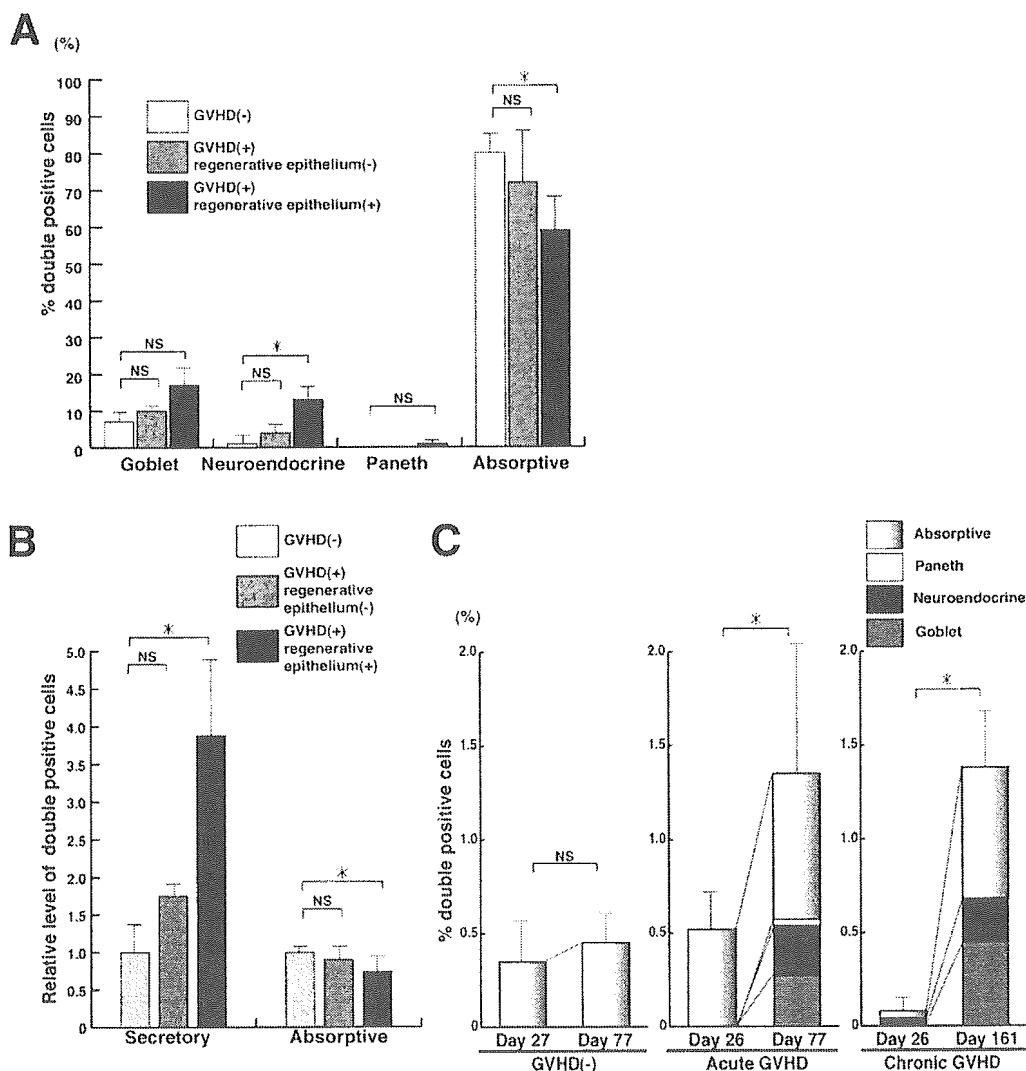 A
(%)
100
90
80
70
60
50
40
30
20
10
0
% double positive cells
GVHD(-)
GVHD(+)
regenerative epithelium(-)
GVHD(+)
regenerative epithelium(+)
NS
NS
*
NS
NS
*
NS
NS
Goblet
Neuroendocrine
Paneth
Absorptive
B
GVHD(-)
GVHD(+)
regenerative
epithelium(-)
GVHD(+)
regenerative
epithelium(+)
5.0
4.5
4.0
3.5
3.0
2.5
2.0
1.5
1.0
0.5
0
Relative level of double positive cells
*
NS
*
NS
Secretory
Absorptive
C
Absorptive
Paneth
Neuroendocrine
Goblet
(%)
% double positive cells
2.0
1.5
1.0
0.5
0
NS
Day 27
Day 77
GVHD(-)
2.0
1.5
1.0
0.5
0
*
Day 26
Day 77
Acute GVHD
2.0
1.5
1.0
0.5
0
*
Day 26
Day 161
Chronic GVHD